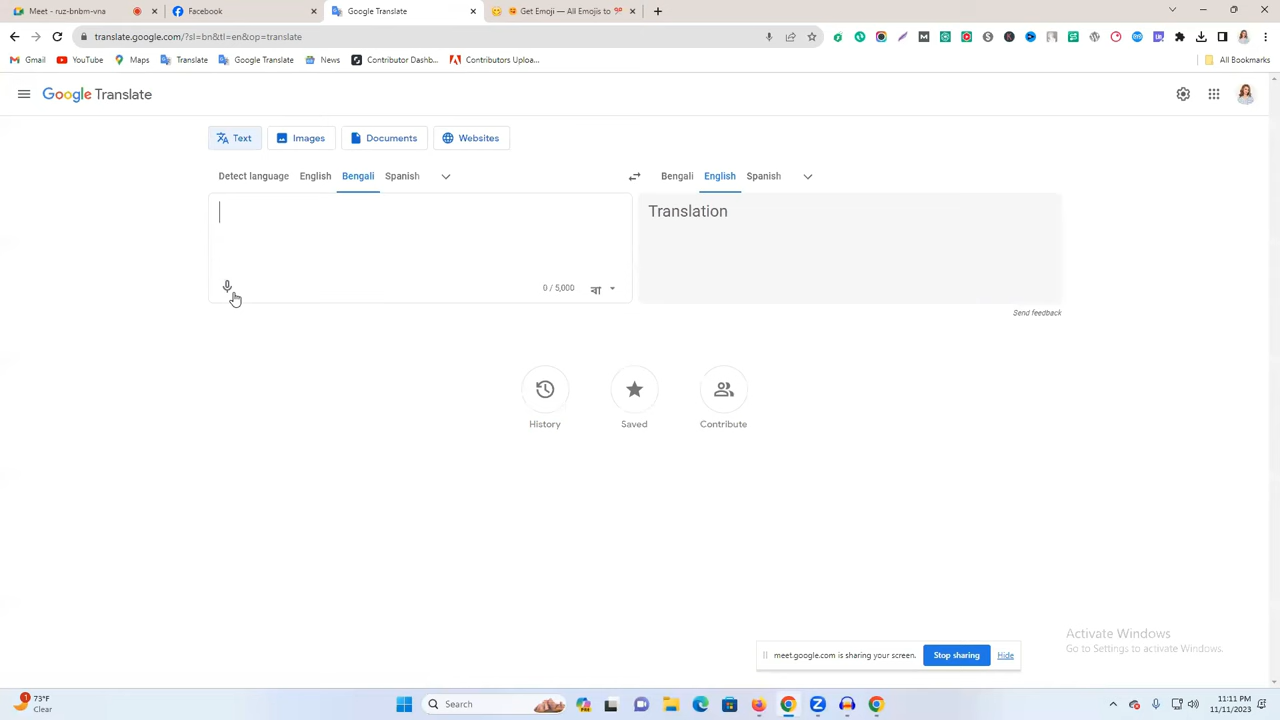 Meet - ruz-bnbm-vna
Facebook
Google Translate
Get Emoji — All Emojis to
translate.google.com/?sl=bn&tl=en&op=translate
Gmail
YouTube
Maps
Translate
Google Translate
News
Contributor Dashb...
Contributors Uploa...
All Bookmarks
Google Translate
Text
Images
Documents
Websites
Detect language
English
Bengali
Spanish
Bengali
English
Spanish
Translation
0 / 5,000
বা
Send feedback
History
Saved
Contribute
Activate Windows
Go to Settings to activate Windows.
meet.google.com is sharing your screen.
Stop sharing
Hide
1
73°F
Clear
Search
11:11 PM
11/11/2023